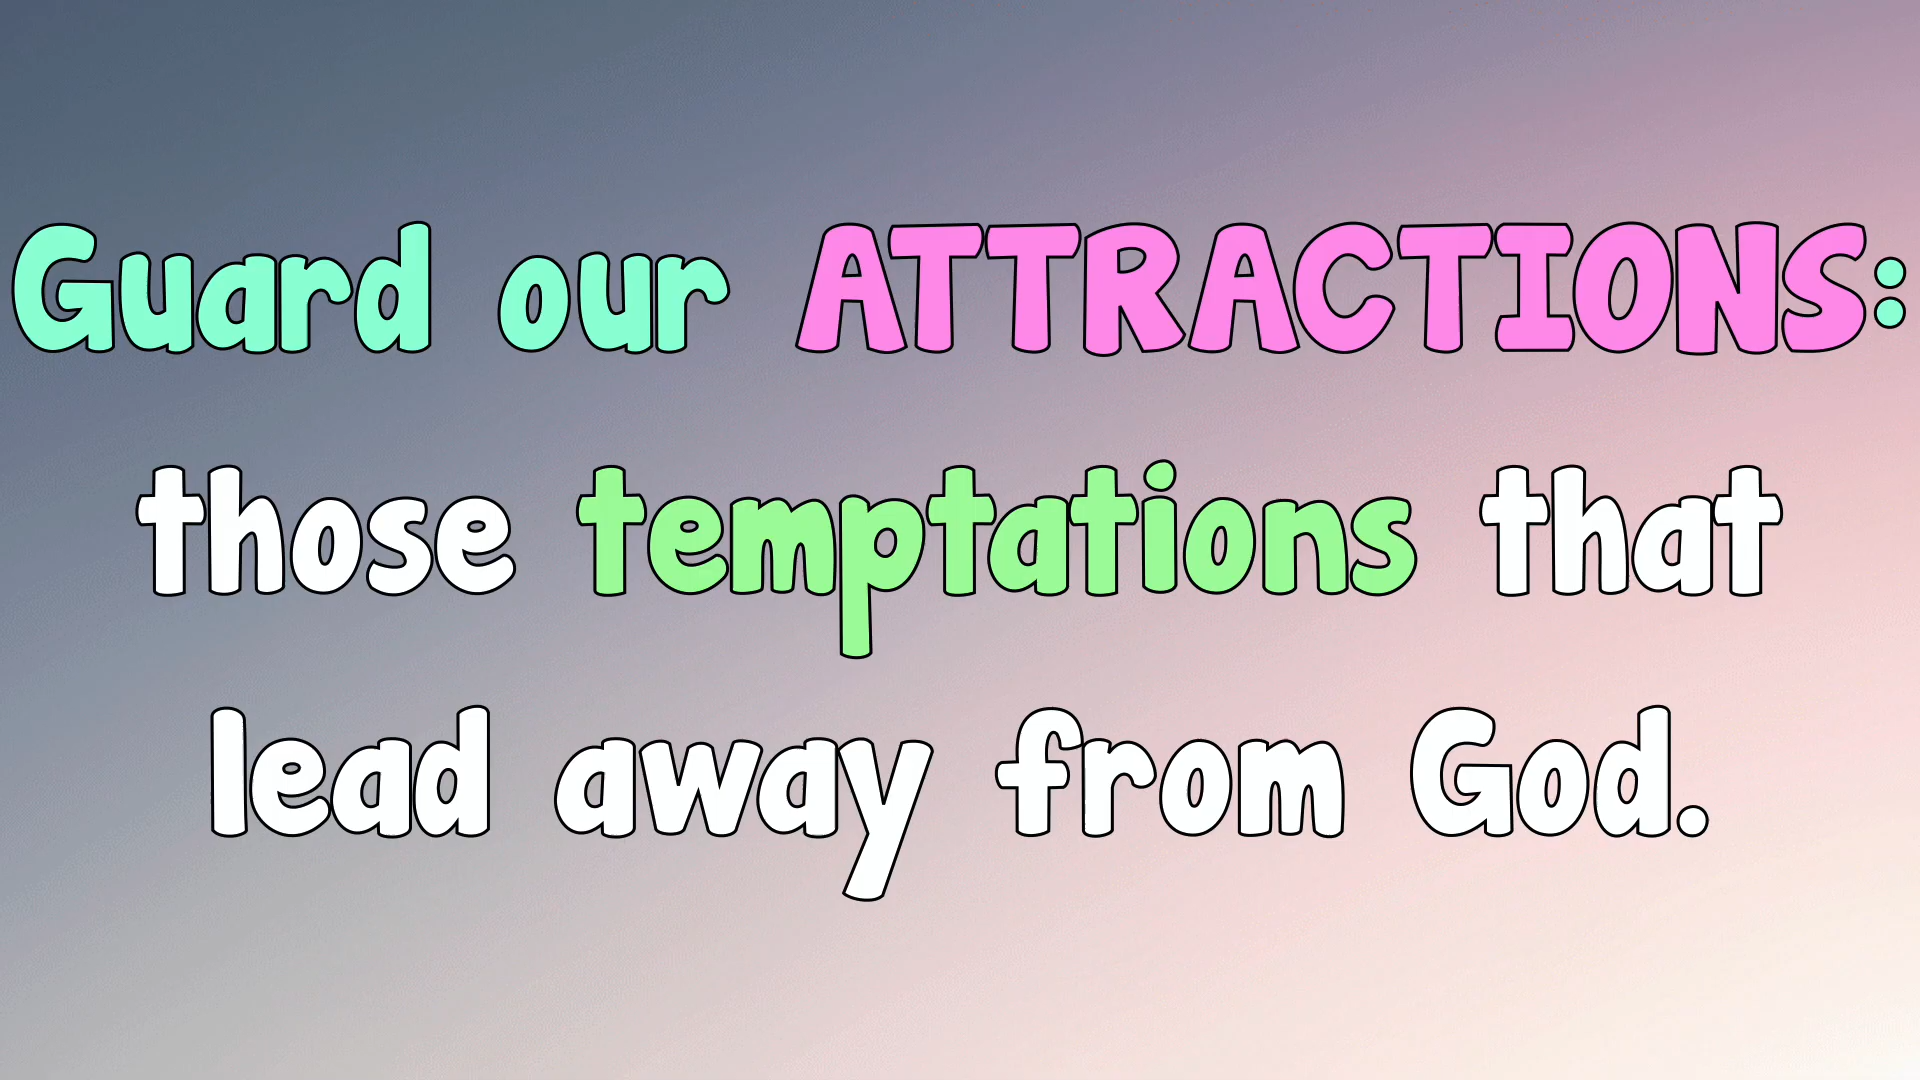 Guard our ATTRACTIONS:
those temptations that
lead away from God.